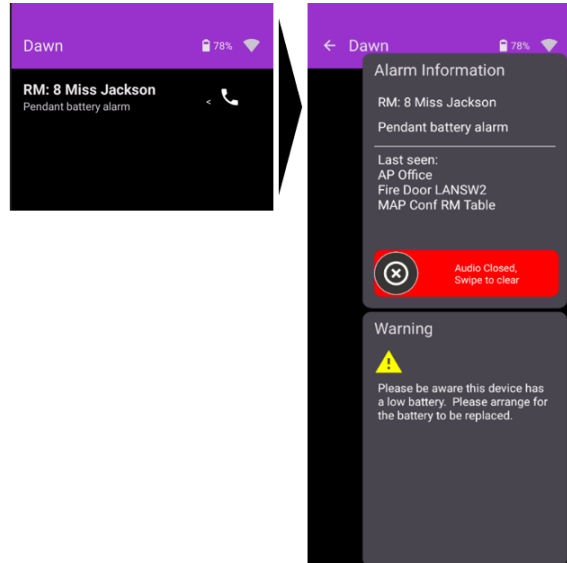 Dawn
78%
RM: 8 Miss Jackson
Pendant battery alarm
<
← Dawn
78%
Alarm Information
RM: 8 Miss Jackson
Pendant battery alarm
Last seen:
AP Office
Fire Door LANSW2
MAP Conf RM Table
Audio Closed,
Swipe to clear
Warning
Please be aware this device has
a low battery. Please arrange for
the battery to be replaced.